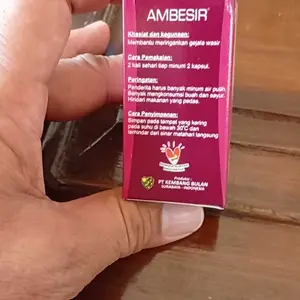 AMBESIR®
Khasiat dan kegunaan:
Membantu meringankan gejala wasir
Cara Pemakaian:
2 kali sehari tiap minum 2 kapsul.
Peringatan:
Penderita harus banyak minum air putih.
Banyak mengkonsumsi buah dan sayur.
Hindari makanan yang pedas.
Cara Penyimpanan:
Simpan pada tempat yang kering
pada suhu di bawah 30°C dan
terhindar dari sinar matahari langsung
Produksi:
PT KEMBANG BULAN
SURABAYA - INDONESIA